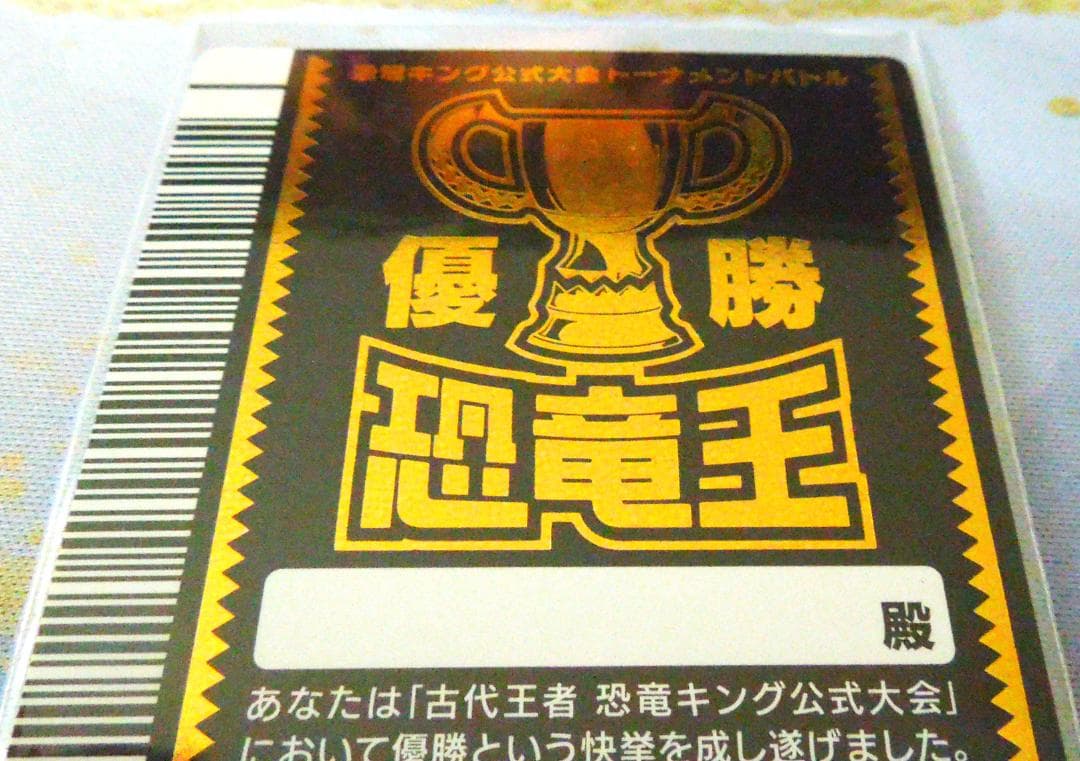 恐竜キング公式大会トーナメントバトル
優勝
恐竜王
殿
あなたは「古代王者 恐竜キング公式大会」
において優勝という快挙を成し遂げました。